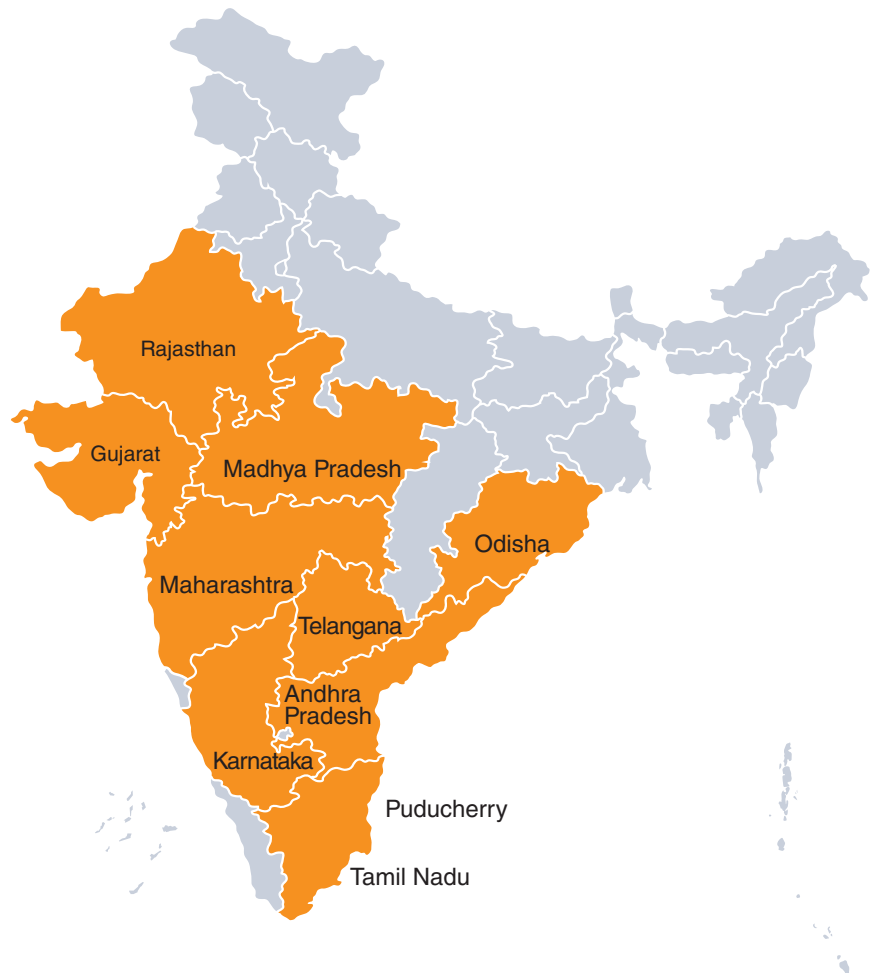 Rajasthan
Gujarat
Madhya Pradesh
Odisha
Maharashtra
Telangana
Andhra
Pradesh
Karnataka
Puducherry
Tamil Nadu